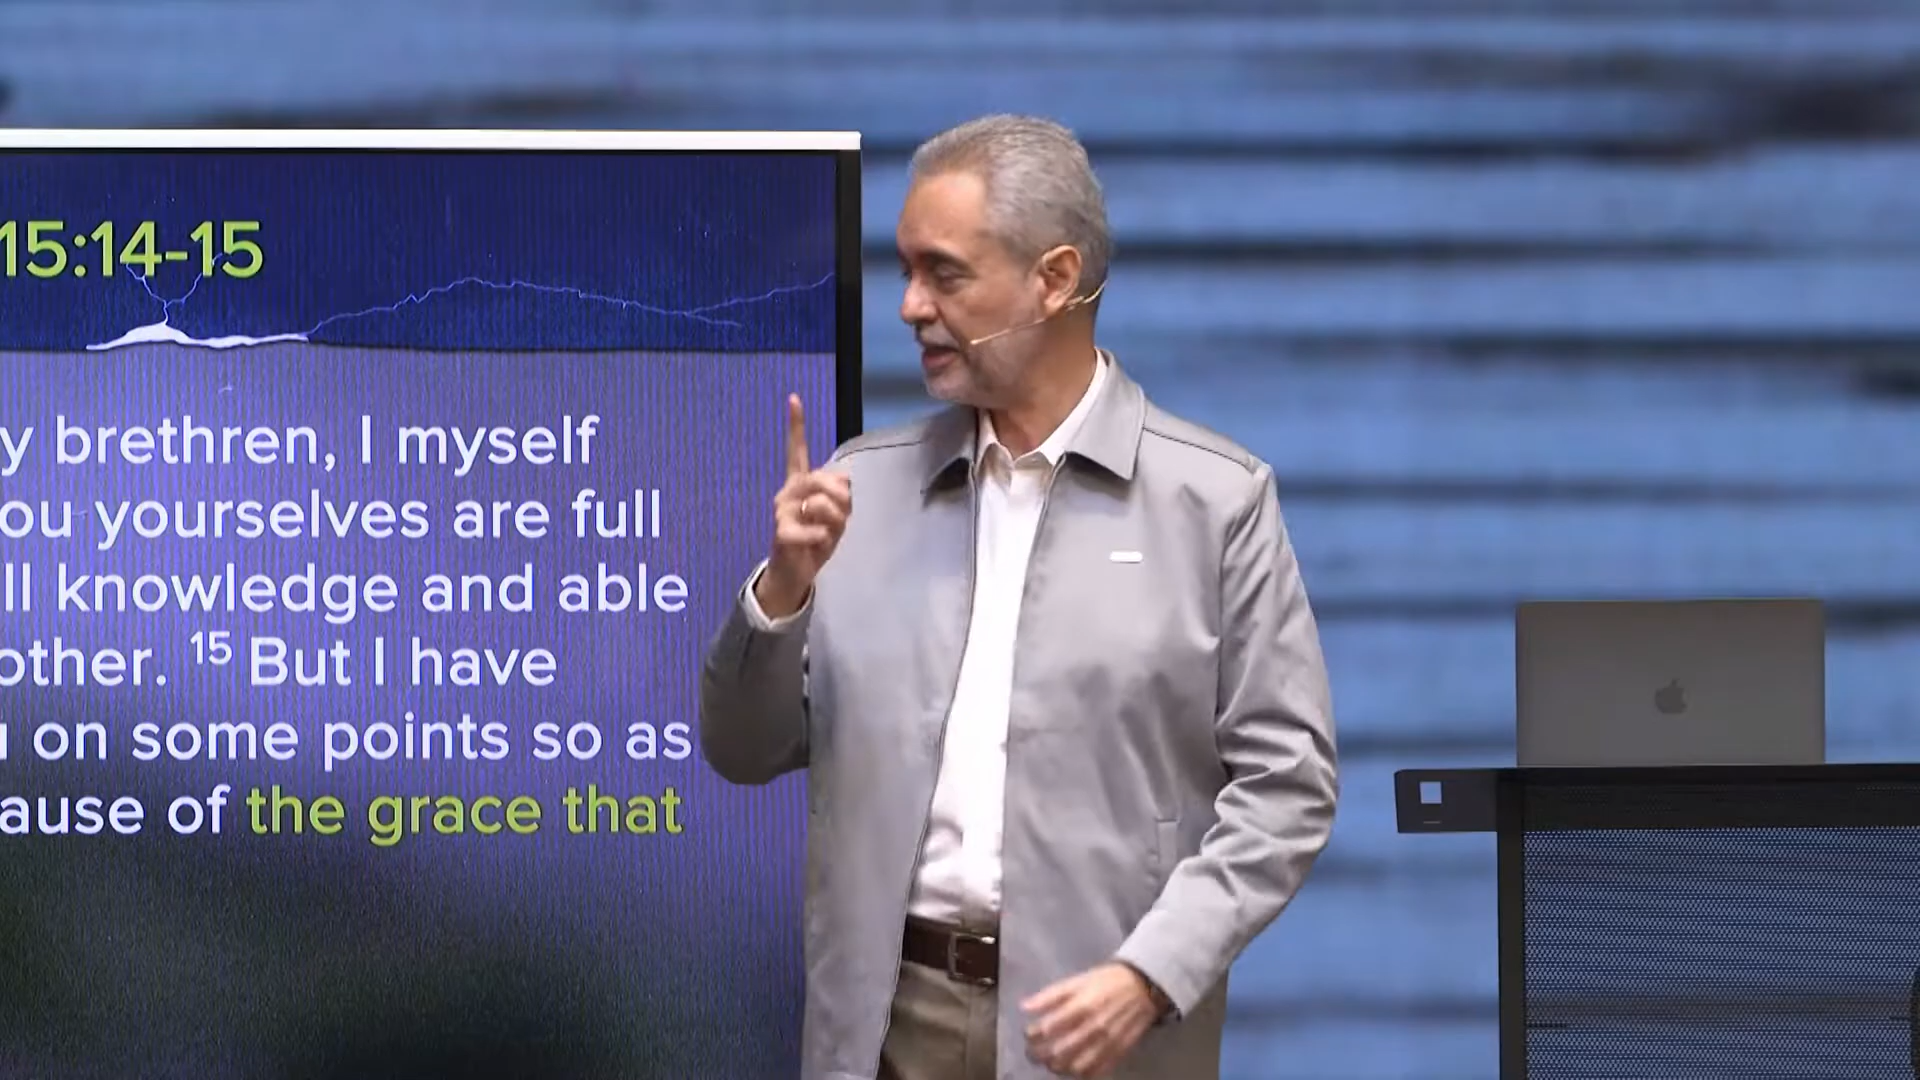 15:14-15
y brethren, I myself
ou yourselves are full
ll knowledge and able
other. 15 But I have
on some points so as
ause of the grace that